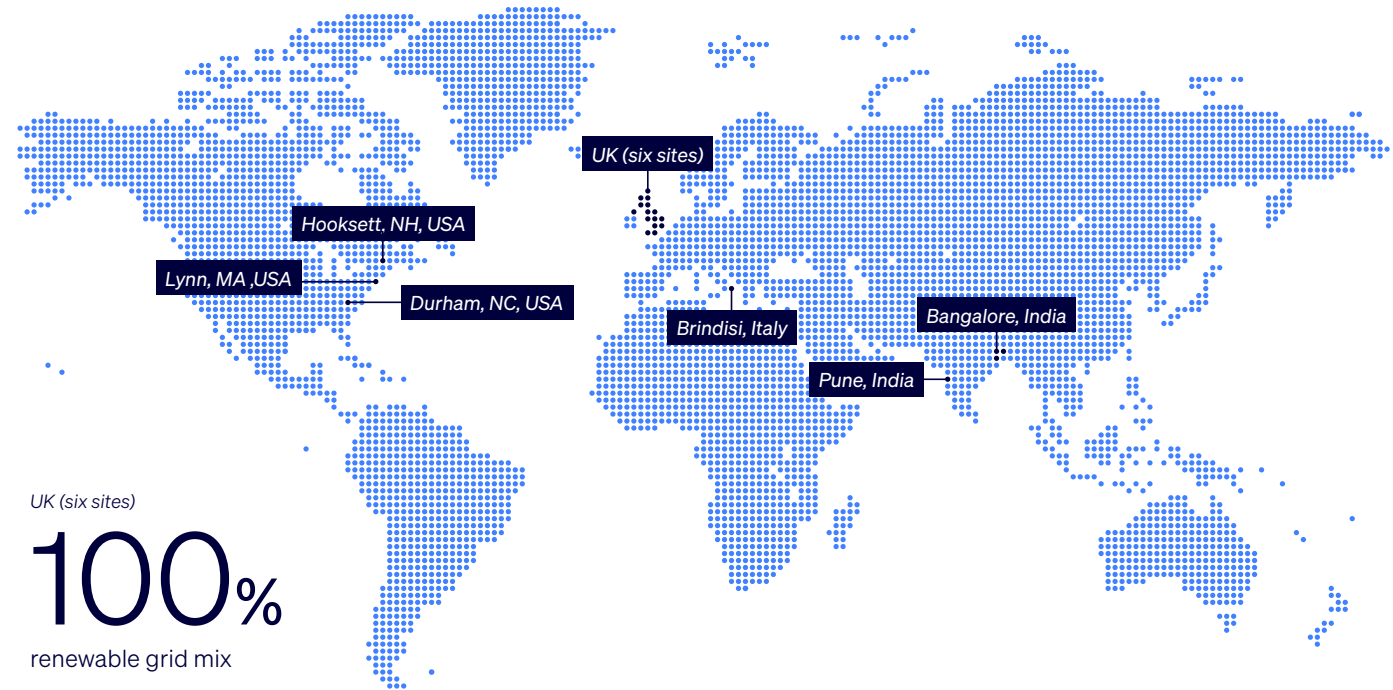 UK (six sites)
Hooksett, NH, USA
Lynn, MA ,USA
Durham, NC, USA
Brindisi, Italy
Bangalore, India
Pune, India
UK (six sites)
100%
renewable grid mix